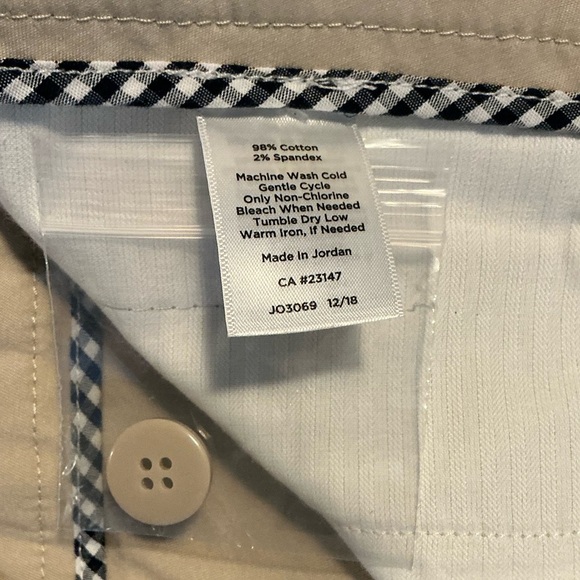 98% Cotton
2% Spandex
Machine Wash Cold
Gentle Cycle
Only Non-Chlorine
Bleach When Needed
Tumble Dry Low
Warm Iron, If Needed
Made In Jordan
CA #23147
JO3069 12/18